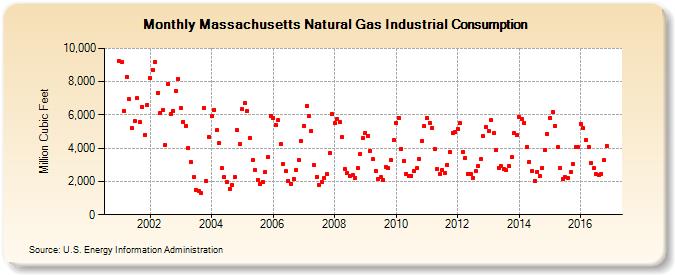 Monthly Massachusetts Natural Gas Industrial Consumption
Million Cubic Feet
10,000
8,000
6,000
4,000
2,000
0
2002 2004 2006 2008 2010 2012 2014 2016
Source: U.S. Energy Information Administration